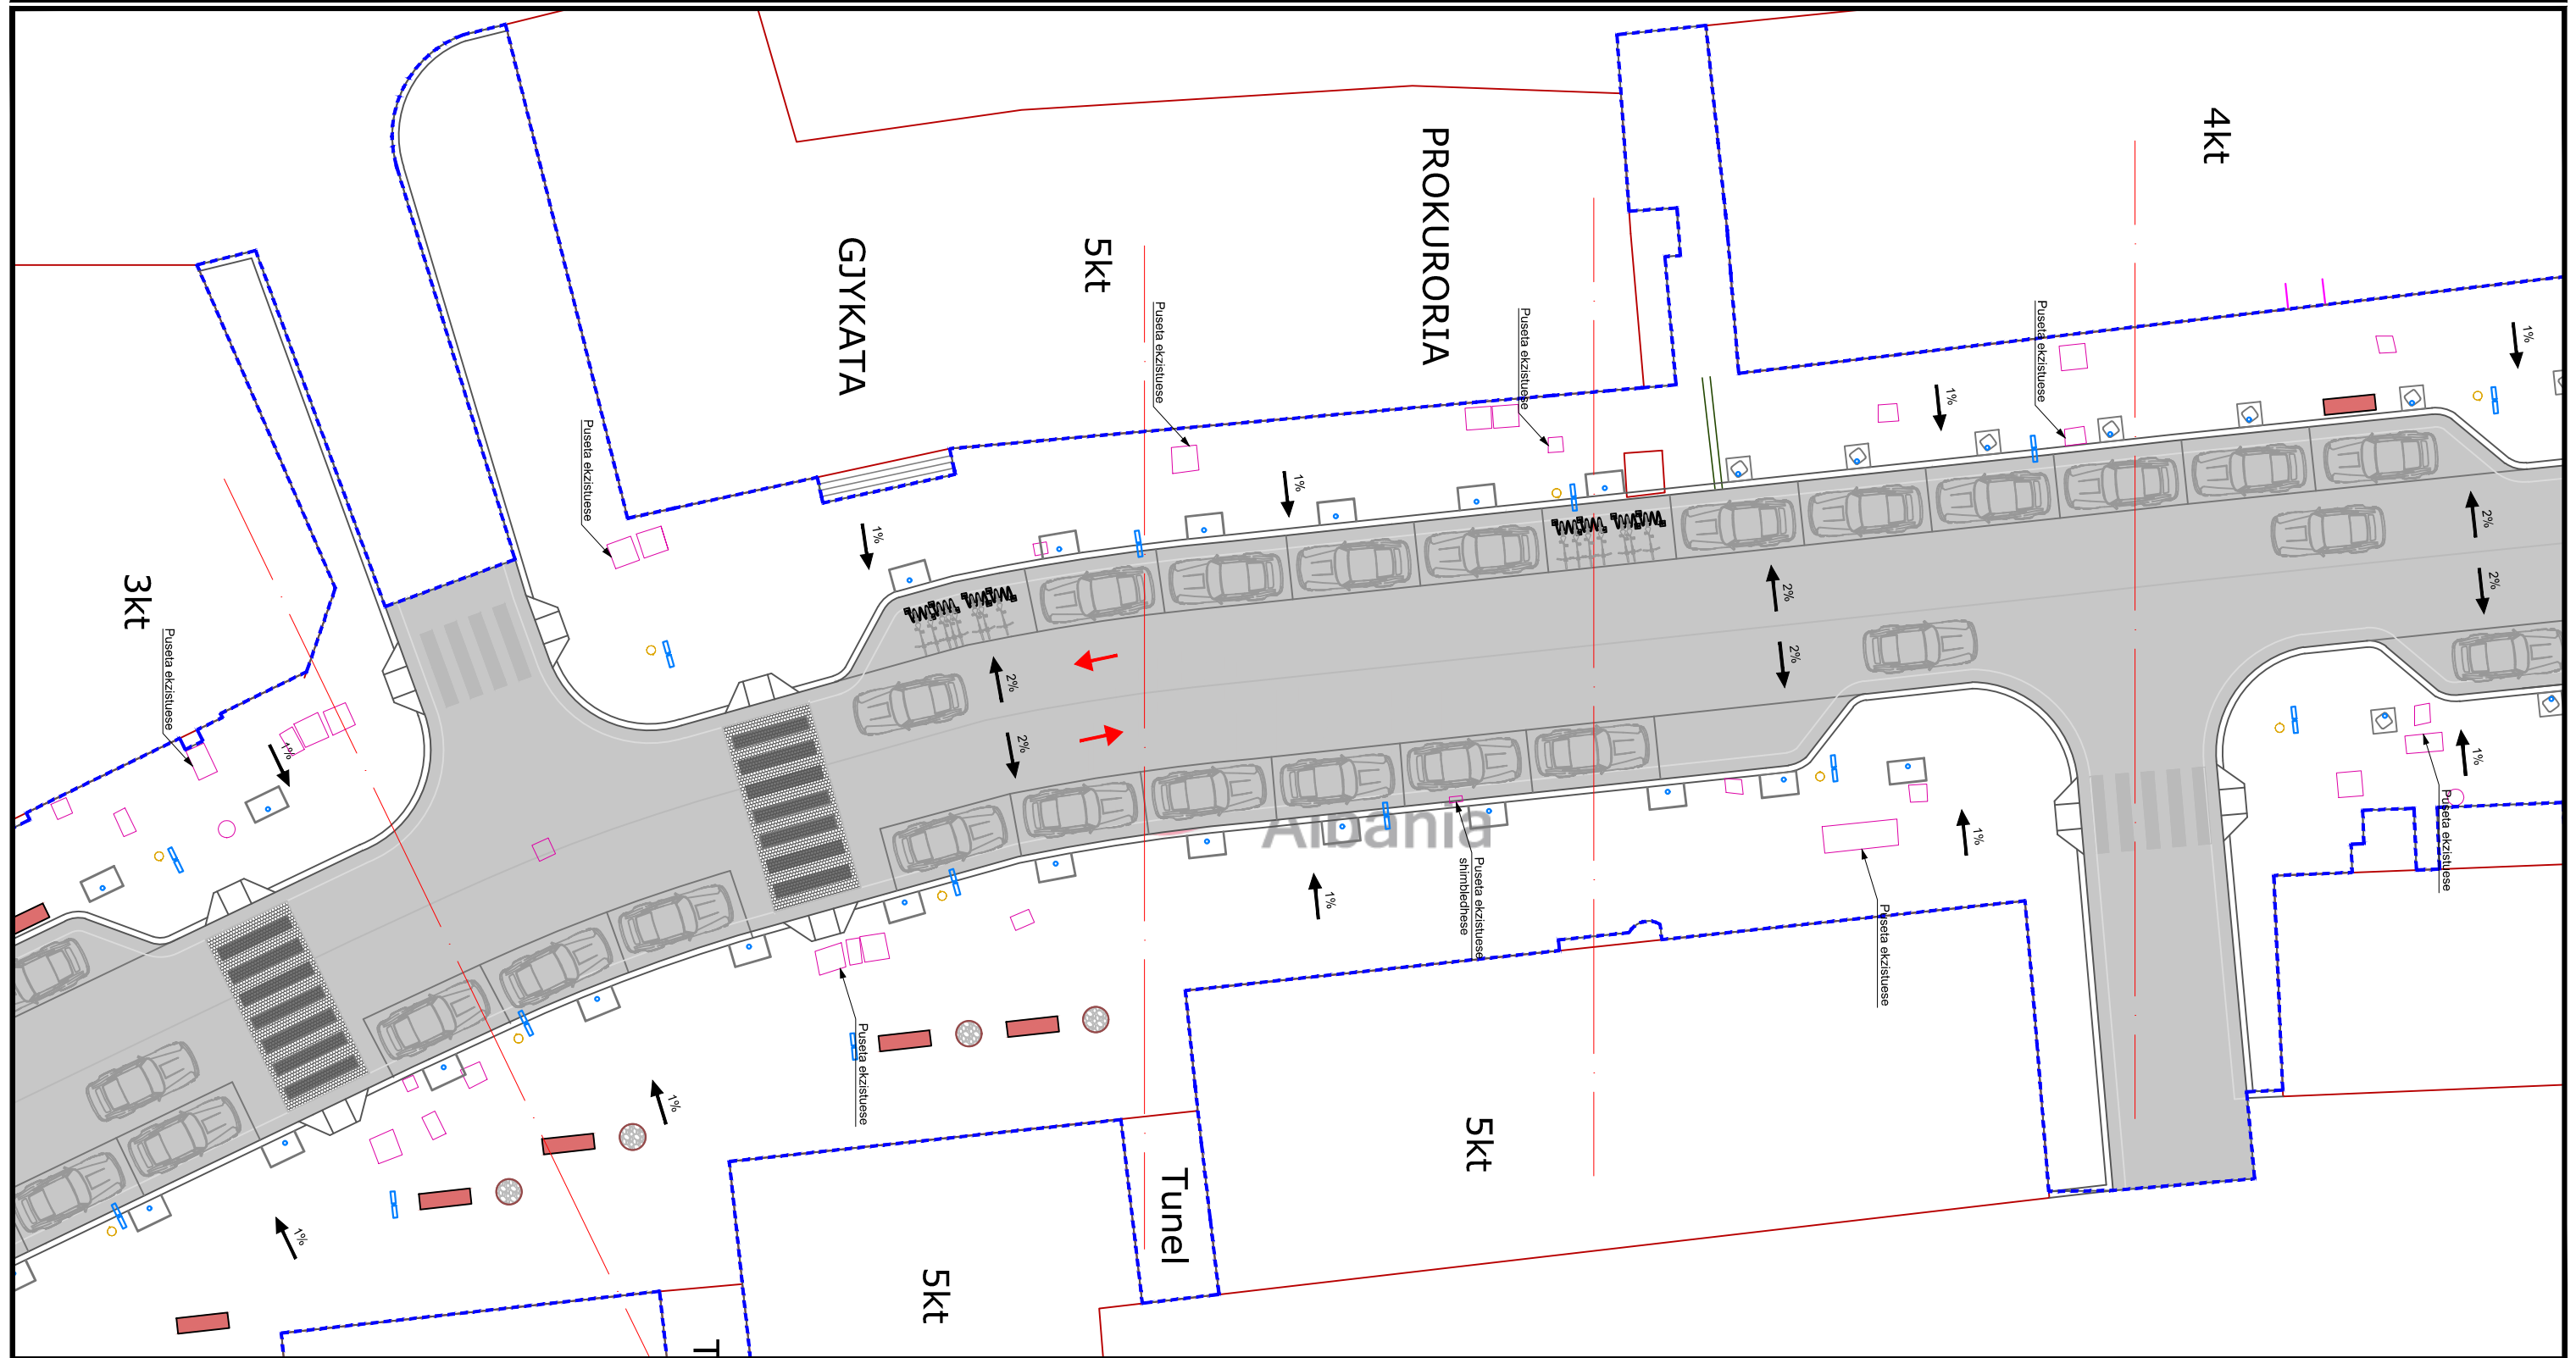 4kt
PROKURORIA
5kt
GJYKATA
3kt
Puseta ekzistuese
Puseta ekzistuese
Puseta ekzistuese
Puseta ekzistuese
Puseta ekzistuese
1%
1%
1%
1%
1%
2%
2%
2%
2%
2%
2%
Albania
Puseta ekzistuese
shimbledhese
Puseta ekzistuese
Puseta ekzistuese
Puseta ekzistuese
1%
1%
1%
1%
1%
5kt
Tunel
5kt
T